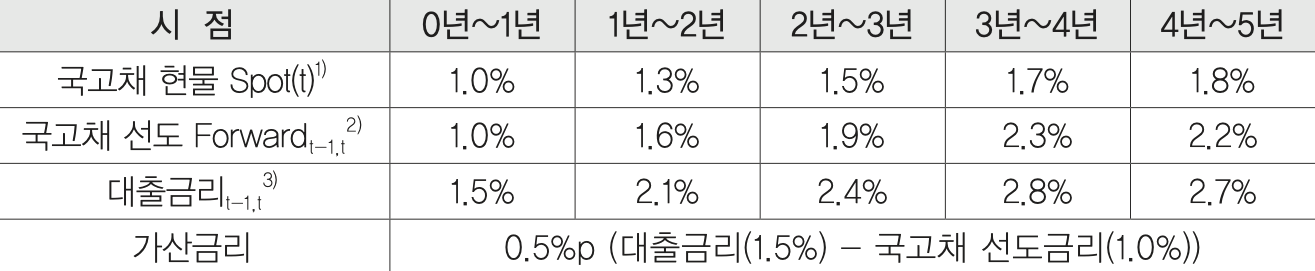 시 점 0년~1년 1년~2년 2년~3년 3년~4년 4년~5년
국고채 현물 Spot(t)1) 1.0% 1.3% 1.5% 1.7% 1.8%
국고채 선도 Forwardt-1,t2) 1.0% 1.6% 1.9% 2.3% 2.2%
대출금리t-1,t3) 1.5% 2.1% 2.4% 2.8% 2.7%
가산금리 0.5%p (대출금리(1.5%) - 국고채 선도금리(1.0%))